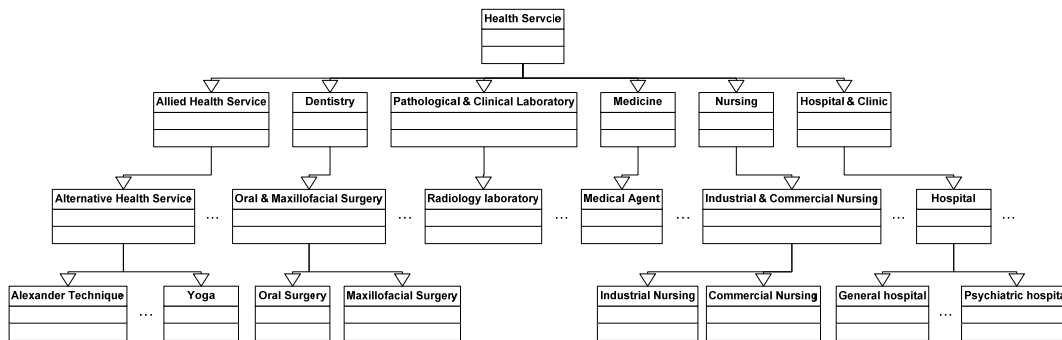 Health Servcie
Allied Health Service
Dentistry
Pathological & Clinical Laboratory
Medicine
Nursing
Hospital & Clinic
Alternative Health Service
...
Oral & Maxillofacial Surgery
...
Radiology laboratory
...
Medical Agent
...
Industrial & Commercial Nursing
...
Hospital
...
Alexander Technique
...
Yoga
Oral Surgery
Maxillofacial Surgery
Industrial Nursing
Commercial Nursing
General hospital
...
Psychiatric hospital